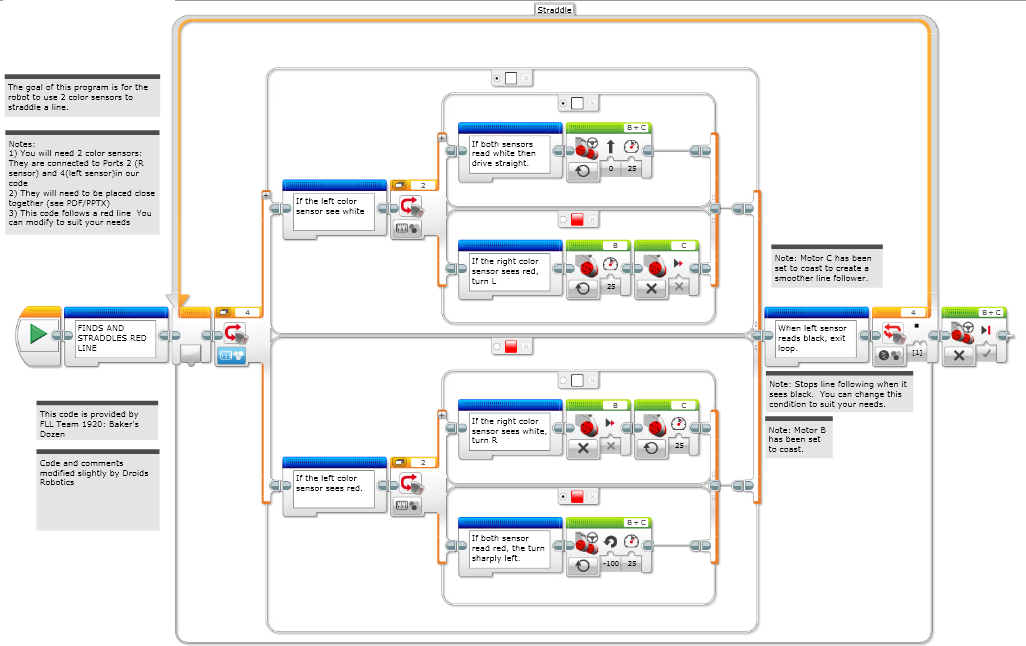 Straddle
The goal of this program is for the
robot to use 2 color sensors to
straddle a line.
Notes:
1) You will need 2 color sensors:
They are connected to Ports 2 (R
sensor) and 4(left sensor)in our
code
2) They will need to be placed close
together (see PDF/PPTX)
3) This code follows a red line  You
can modify to suit your needs
FINDS AND
STRADDLES RED
LINE
This code is provided by
FLL Team 1920: Baker's
Dozen
Code and comments
modified slightly by Droids
Robotics
4
If the left color
sensor see white
2
If both sensors
read white then
drive straight.
B + C
0 25
If the right color
sensor sees red,
turn L
B
25
C
If the left color
sensor sees red.
2
If the right color
sensor sees white,
turn R
B
C
25
If both sensor
read red, the turn
sharply left.
B + C
-100 25
Note: Motor C has been
set to coast to create a
smoother line follower.
When left sensor
reads black, exit
loop.
4
[1]
B + C
Note: Stops line following when it
sees black.  You can change this
condition to suit your needs.
Note: Motor B
has been set
to coast.